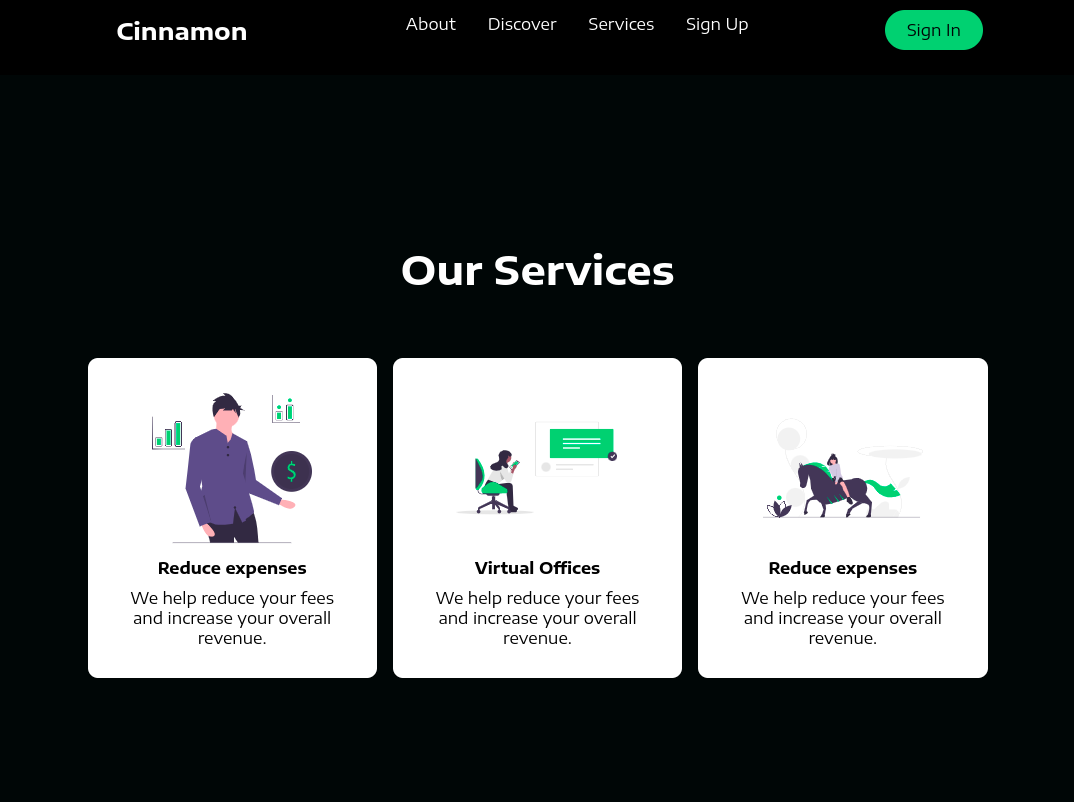 Cinnamon
About Discover Services Sign Up
Sign In
Our Services
$
Reduce expenses
We help reduce your fees
and increase your overall
revenue.
Virtual Offices
We help reduce your fees
and increase your overall
revenue.
Reduce expenses
We help reduce your fees
and increase your overall
revenue.